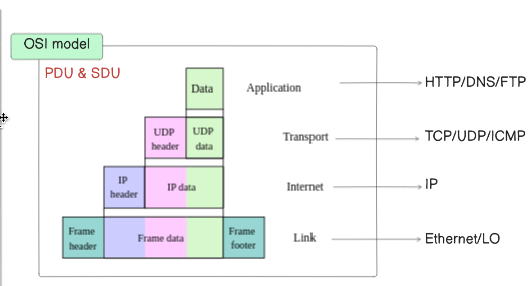 OSI model
PDU & SDU
Data
Application
HTTP/DNS/FTP
UDP header
UDP data
Transport
TCP/UDP/ICMP
IP header
IP data
Internet
IP
Frame header
Frame data
Frame footer
Link
Ethernet/LO